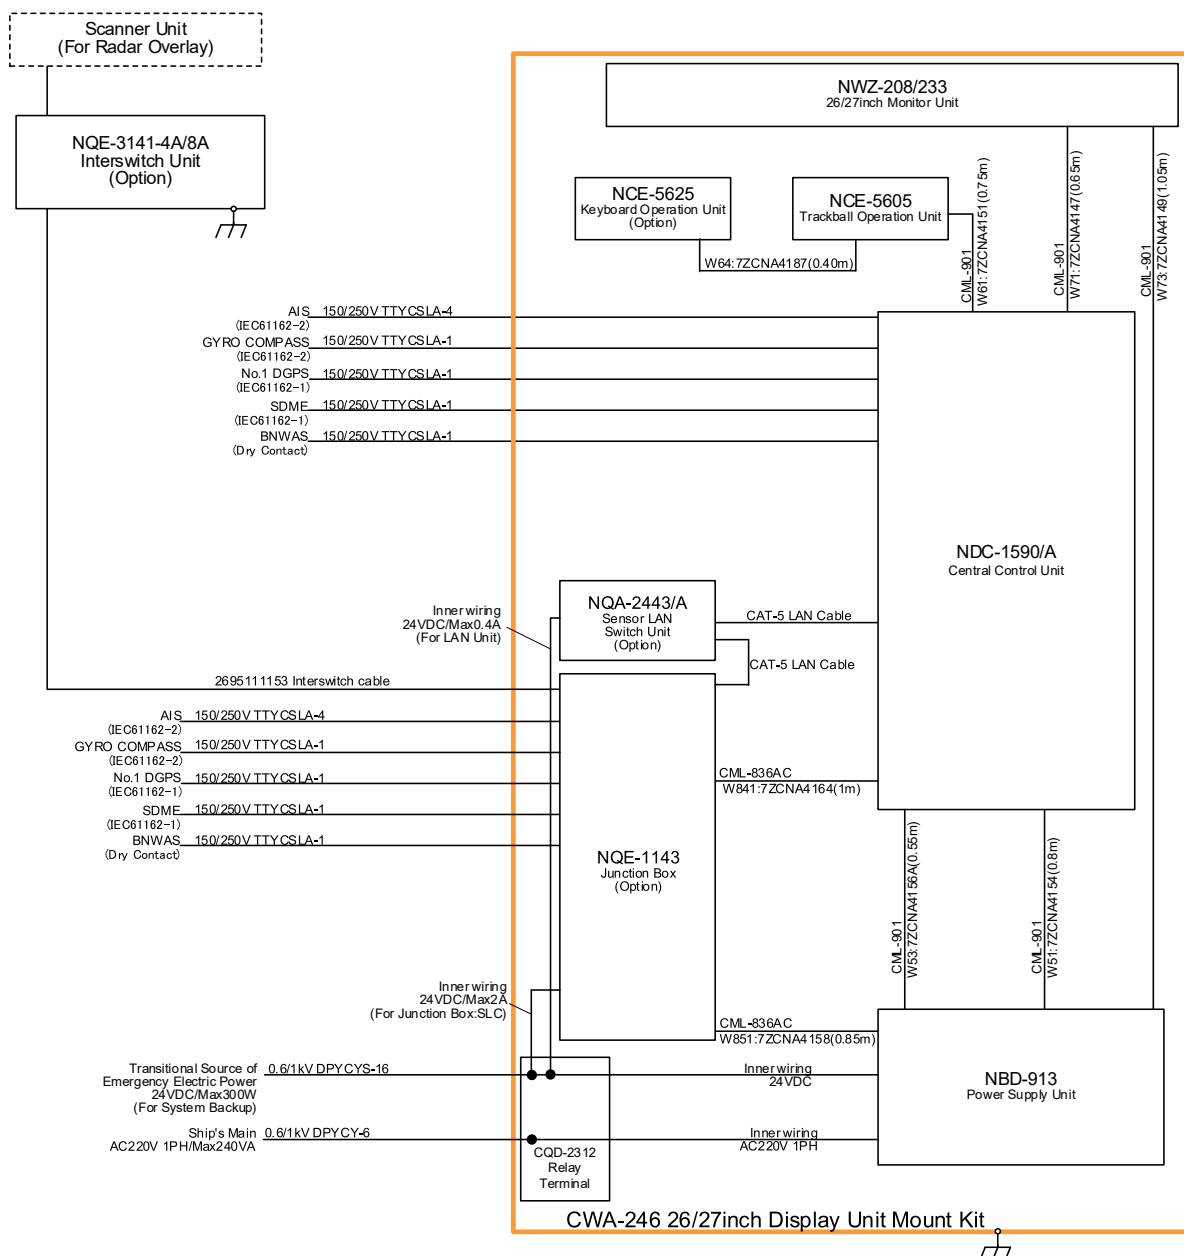 Scanner Unit
(For Radar Overlay)
NQE-3141-4A/8A
Interswitch Unit
(Option)
NWZ-208/233
26/27inch Monitor Unit
NCE-5625
Keyboard Operation Unit
(Option)
NCE-5605
Trackball Operation Unit
W64:7ZCNA4187(0.40m)
CML-901
W61:7ZCNA4151(0.75m)
CML-901
W71:7ZCNA4147(0.65m)
CML-901
W73:7ZCNA4149(1.05m)
AIS 150/250V TTYCSLA-4
(IEC61162-2)
GYRO COMPASS 150/250V TTYCSLA-1
(IEC61162-2)
No.1 DGPS 150/250V TTYCSLA-1
(IEC61162-1)
SDME 150/250V TTYCSLA-1
(IEC61162-1)
BNWAS 150/250V TTYCSLA-1
(Dry Contact)
NDC-1590/A
Central Control Unit
Inner wiring
24VDC/Max0.4A
(For LAN Unit)
NQA-2443/A
Sensor LAN
Switch Unit
(Option)
CAT-5 LAN Cable
CAT-5 LAN Cable
2695111153 Interswitch cable
AIS 150/250V TTYCSLA-4
(IEC61162-2)
GYRO COMPASS 150/250V TTYCSLA-1
(IEC61162-2)
No.1 DGPS 150/250V TTYCSLA-1
(IEC61162-1)
SDME 150/250V TTYCSLA-1
(IEC61162-1)
BNWAS 150/250V TTYCSLA-1
(Dry Contact)
CML-836AC
W841:7ZCNA4164(1m)
NQE-1143
Junction Box
(Option)
CML-901
W53:7ZCNA4156A(0.55m)
CML-901
W51:7ZCNA4154(0.8m)
Inner wiring
24VDC/Max2A
(For Junction Box:SLC)
CML-836AC
W851:7ZCNA4158(0.85m)
Transitional Source of
Emergency Electric Power
24VDC/Max300W
(For System Backup)
0.6/1kV DPYCYS-16
Inner wiring
24VDC
NBD-913
Power Supply Unit
Ship's Main
AC220V 1PH/Max240VA
0.6/1kV DPYCY-6
Inner wiring
AC220V 1PH
CQD-2312
Relay
Terminal
CWA-246 26/27inch Display Unit Mount Kit